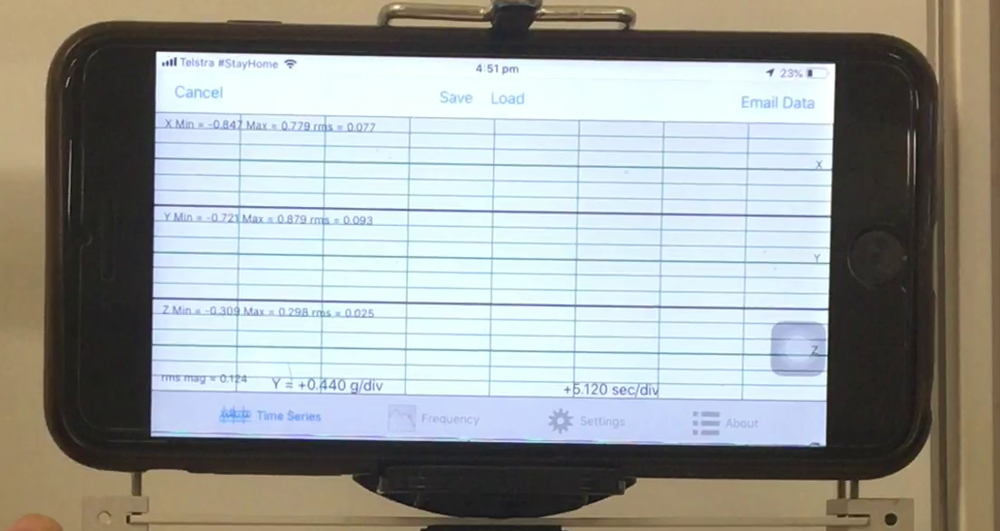 Telstra #StayHome 4:51 pm 23%
Cancel Save Load Email Data
X Min = -0.847 Max = 0.779 rms = 0.077
X
Y Min = -0.721 Max = 0.879 rms = 0.093
Y
Z Min = -0.309 Max = 0.298 rms = 0.025
Z
rms mag = 0.124 Y = +0.440 g/div +5.120 sec/div
Time Series Frequency Settings About